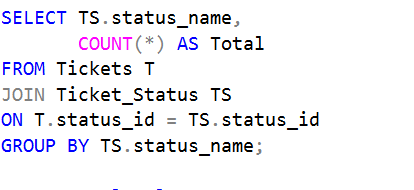 SELECT TS.status_name,
COUNT(*) AS Total
FROM Tickets T
JOIN Ticket_Status TS
ON T.status_id = TS.status_id
GROUP BY TS.status_name;